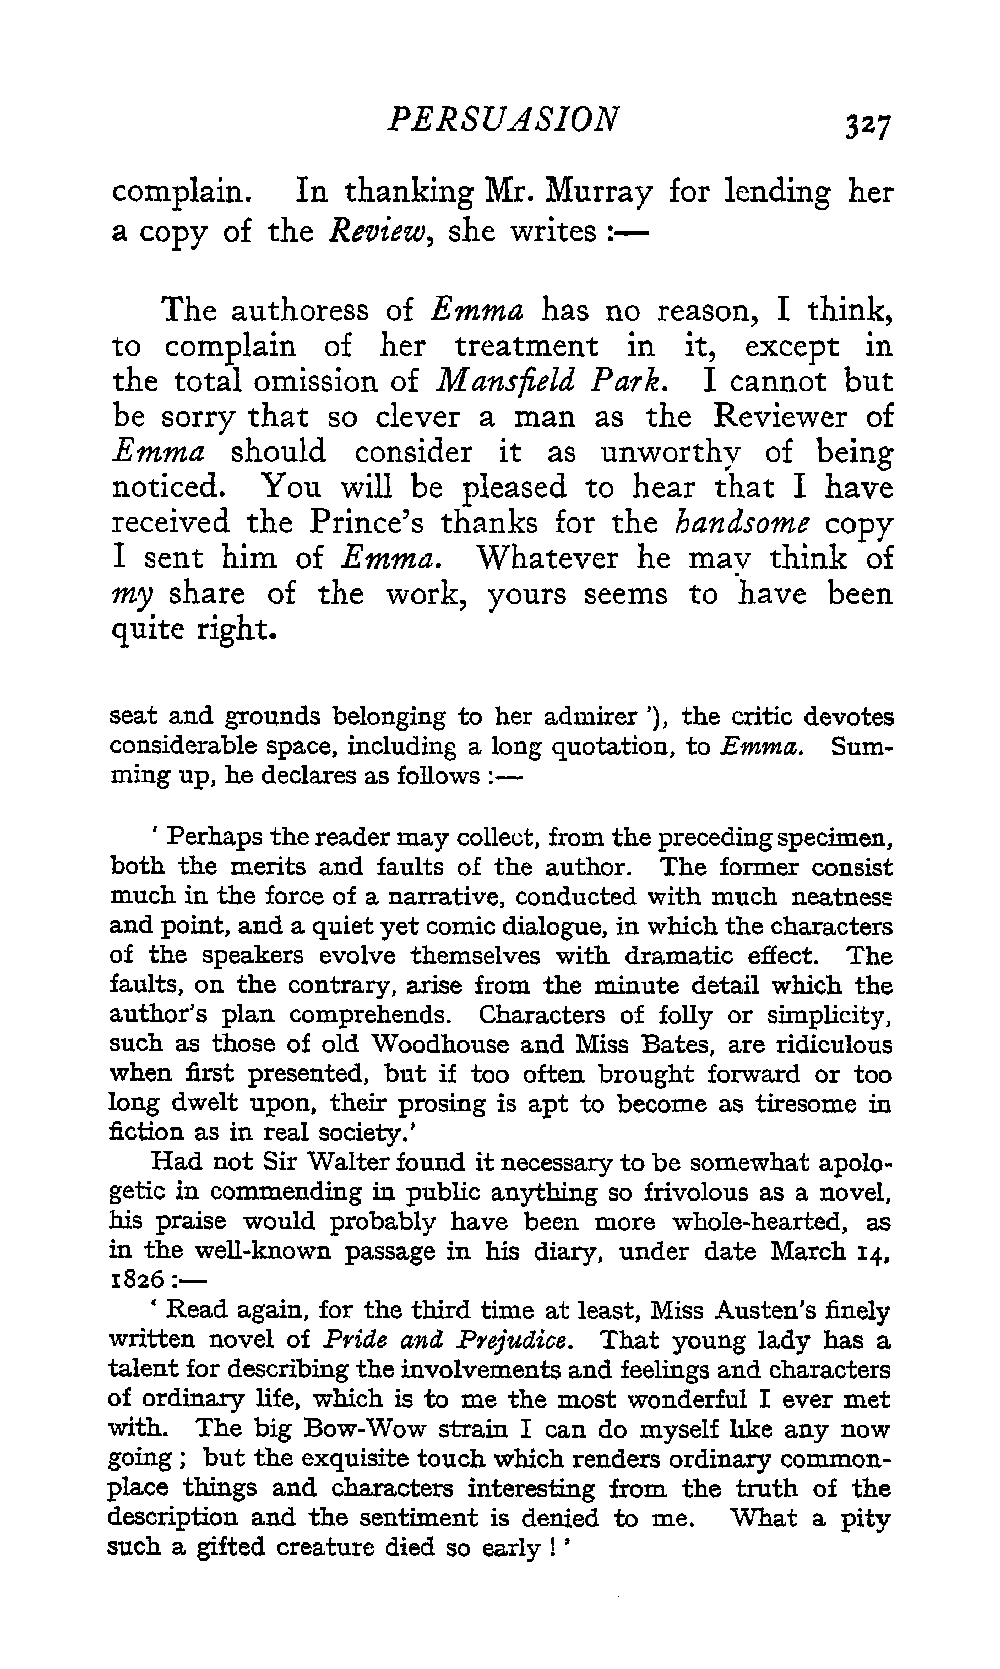 PERSUASION 327
complain. In thanking Mr. Murray for lending her
a copy of the Review, she writes :—
The authoress of Emma has no reason, I think,
to complain of her treatment in it, except in
the total omission of Mansfield Park. I cannot but
be sorry that so clever a man as the Reviewer of
Emma should consider it as unworthy of being
noticed. You will be pleased to hear that I have
received the Prince's thanks for the handsome copy
I sent him of Emma. Whatever he may think of
my share of the work, yours seems to have been
quite right.
seat and grounds belonging to her admirer '), the critic devotes
considerable space, including a long quotation, to Emma. Sum-
ming up, he declares as follows :—
' Perhaps the reader may collect, from the preceding specimen,
both the merits and faults of the author. The former consist
much in the force of a narrative, conducted with much neatness
and point, and a quiet yet comic dialogue, in which the characters
of the speakers evolve themselves with dramatic effect. The
faults, on the contrary, arise from the minute detail which the
author's plan comprehends. Characters of folly or simplicity,
such as those of old Woodhouse and Miss Bates, are ridiculous
when first presented, but if too often brought forward or too
long dwelt upon, their prosing is apt to become as tiresome in
fiction as in real society.'
Had not Sir Walter found it necessary to be somewhat apolo-
getic in commending in public anything so frivolous as a novel,
his praise would probably have been more whole-hearted, as
in the well-known passage in his diary, under date March 14,
1826 :—
' Read again, for the third time at least, Miss Austen's finely
written novel of Pride and Prejudice. That young lady has a
talent for describing the involvements and feelings and characters
of ordinary life, which is to me the most wonderful I ever met
with. The big Bow-Wow strain I can do myself like any now
going ; but the exquisite touch which renders ordinary common-
place things and characters interesting from the truth of the
description and the sentiment is denied to me. What a pity
such a gifted creature died so early ! '